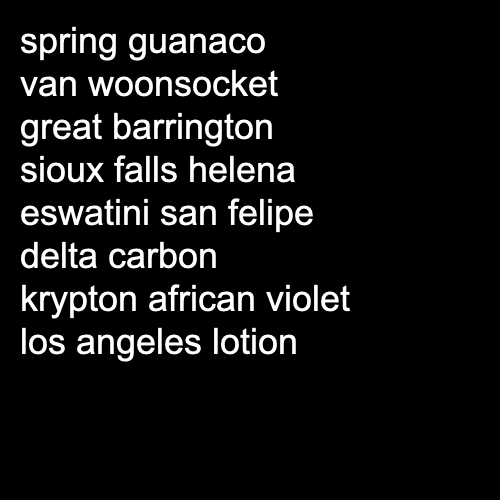 spring guanaco
van woonsocket
great barrington
sioux falls helena
eswatini san felipe
delta carbon
krypton african violet
los angeles lotion